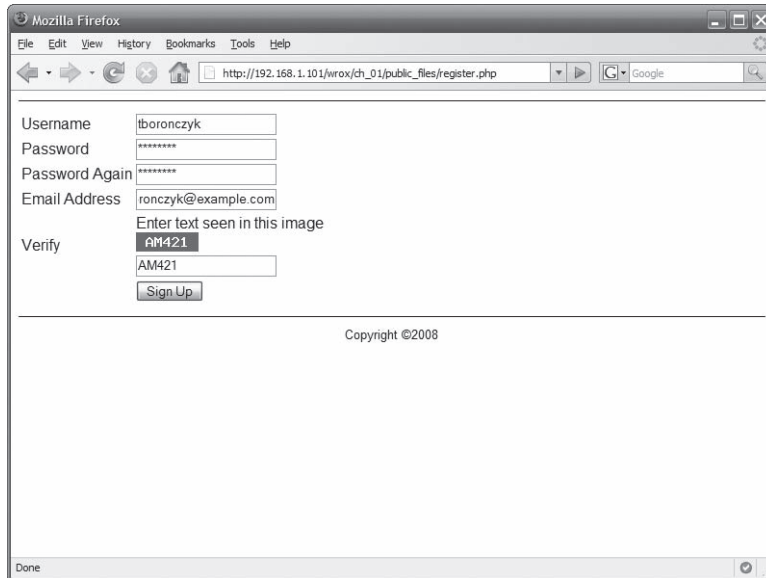 Mozilla Firefox
File Edit View History Bookmarks Tools Help
http://192.168.1.101/wrox/ch_01/public_files/register.php G Google
Username tboronczyk
Password ********
Password Again ********
Email Address ronczyk@example.com
Enter text seen in this image
Verify AM421
AM421
Sign Up
Copyright ©2008
Done